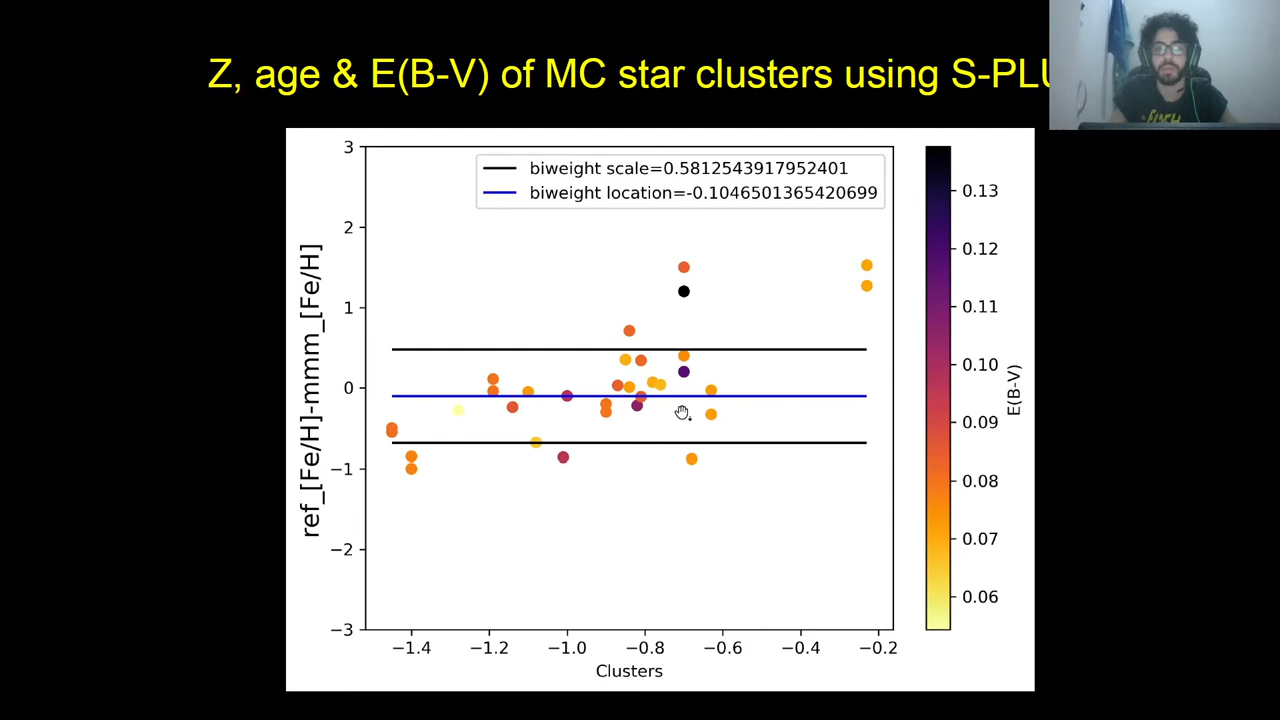 Z, age & E(B-V) of MC star clusters using S-PLU
biweight scale=0.5812543917952401
biweight location=-0.1046501365420699
ref_[Fe/H]-mmm_[Fe/H]
3
2
1
0
−1
−2
−3
−1.4 −1.2 −1.0 −0.8 −0.6 −0.4 −0.2
Clusters
0.13
0.12
0.11
0.10
0.09
0.08
0.07
0.06
E(B-V)